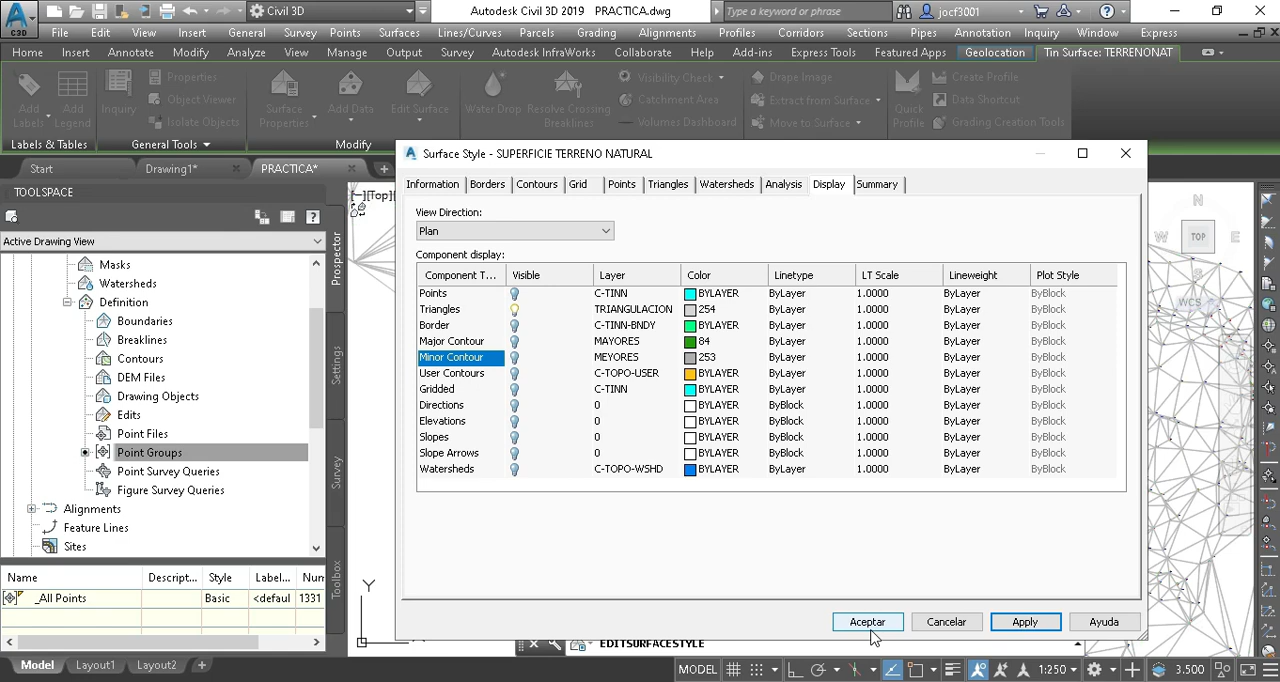 Civil 3D
Autodesk Civil 3D 2019 PRACTICA.dwg
Type a keyword or phrase
jocf3001
C3D
File Edit View Insert General Survey Points Surfaces Lines/Curves Parcels Grading Alignments Profiles Corridors Sections Pipes Annotation Inquiry Window Express
Home Insert Annotate Modify Analyze View Manage Output Survey Autodesk InfraWorks Collaborate Help Add-ins Express Tools Featured Apps Geolocation Tin Surface: TERRENONAT
Add Labels
Add Legend
Inquiry
Properties
Object Viewer
Isolate Objects
Surface Properties
Add Data
Edit Surface
Water Drop
Resolve Crossing Breaklines
Visibility Check
Catchment Area
Volumes Dashboard
Drape Image
Extract from Surface
Move to Surface
Quick Profile
Create Profile
Data Shortcut
Grading Creation Tools
Labels & Tables
General Tools
Modify
Start
Drawing1*
PRACTICA*
TOOLSPACE
Active Drawing View
Masks
Watersheds
Definition
Boundaries
Breaklines
Contours
DEM Files
Drawing Objects
Edits
Point Files
Point Groups
Point Survey Queries
Figure Survey Queries
Alignments
Feature Lines
Sites
Prospector
Settings
Survey
Toolbox
Name Descript... Style Label... Num
_All Points Basic <defaul 1331
[−][Top]
Surface Style - SUPERFICIE TERRENO NATURAL
Information Borders Contours Grid Points Triangles Watersheds Analysis Display Summary
View Direction:
Plan
Component display:
Component T... Visible Layer Color Linetype LT Scale Lineweight Plot Style
Points C-TINN BYLAYER ByLayer 1.0000 ByLayer ByBlock
Triangles TRIANGULACION 254 ByLayer 1.0000 ByLayer ByBlock
Border C-TINN-BNDY BYLAYER ByLayer 1.0000 ByLayer ByBlock
Major Contour MAYORES 84 ByLayer 1.0000 ByLayer ByBlock
Minor Contour MEYORES 253 ByLayer 1.0000 ByLayer ByBlock
User Contours C-TOPO-USER BYLAYER ByLayer 1.0000 ByLayer ByBlock
Gridded C-TINN BYLAYER ByLayer 1.0000 ByLayer ByBlock
Directions 0 BYLAYER ByBlock 1.0000 ByLayer ByBlock
Elevations 0 BYLAYER ByBlock 1.0000 ByLayer ByBlock
Slopes 0 BYLAYER ByLayer 1.0000 ByLayer ByBlock
Slope Arrows 0 BYLAYER ByBlock 1.0000 ByLayer ByBlock
Watersheds C-TOPO-WSHD BYLAYER ByLayer 1.0000 ByLayer ByBlock
Aceptar
Cancelar
Apply
Ayuda
N
W TOP E
S
WCS
Y
EDITSURFACESTYLE
Model Layout1 Layout2
MODEL
1:250
3.500